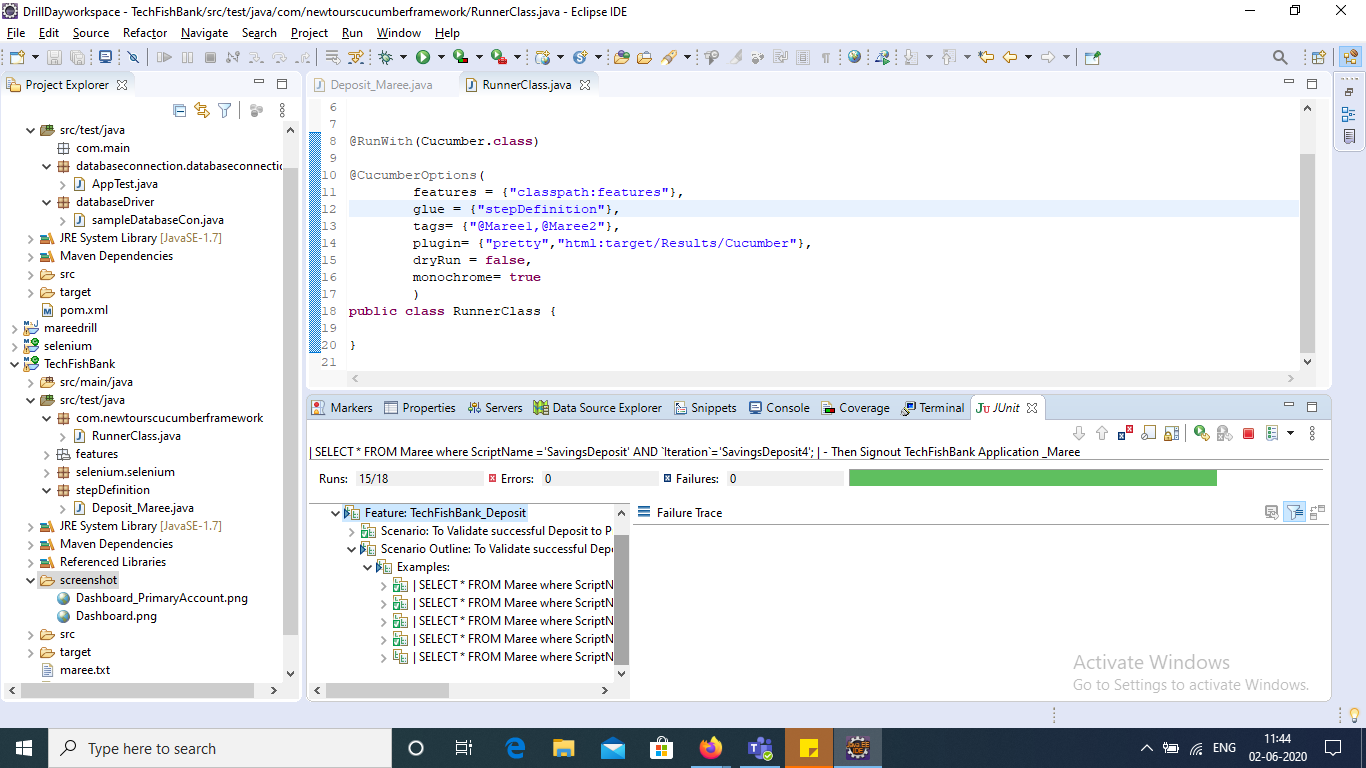 DrillDayworkspace - TechFishBank/src/test/java/com/newtourscucumberframework/RunnerClass.java - Eclipse IDE
File Edit Source Refactor Navigate Search Project Run Window Help
Project Explorer
src/test/java
com.main
databaseconnection.databaseconnectic
AppTest.java
databaseDriver
sampleDatabaseCon.java
JRE System Library [JavaSE-1.7]
Maven Dependencies
src
target
pom.xml
mareedrill
selenium
TechFishBank
src/main/java
src/test/java
com.newtourscucumberframework
RunnerClass.java
features
selenium.selenium
stepDefinition
Deposit_Maree.java
JRE System Library [JavaSE-1.7]
Maven Dependencies
Referenced Libraries
screenshot
Dashboard_PrimaryAccount.png
Dashboard.png
src
target
maree.txt
Deposit_Maree.java RunnerClass.java
6
7
8 @RunWith(Cucumber.class)
9
10 @CucumberOptions(
11 features = {"classpath:features"},
12 glue = {"stepDefinition"},
13 tags= {"@Maree1,@Maree2"},
14 plugin= {"pretty","html:target/Results/Cucumber"},
15 dryRun = false,
16 monochrome= true
17 )
18 public class RunnerClass {
19
20 }
21
Markers Properties Servers Data Source Explorer Snippets Console Coverage Terminal JUnit
| SELECT * FROM Maree where ScriptName ='SavingsDeposit' AND `Iteration`='SavingsDeposit4'; | - Then Signout TechFishBank Application _Maree
Runs: 15/18 Errors: 0 Failures: 0
Feature: TechFishBank_Deposit
Scenario: To Validate successful Deposit to P
Scenario Outline: To Validate successful Dep
Examples:
| SELECT * FROM Maree where ScriptN
| SELECT * FROM Maree where ScriptN
| SELECT * FROM Maree where ScriptN
| SELECT * FROM Maree where ScriptN
| SELECT * FROM Maree where ScriptN
Failure Trace
Activate Windows
Go to Settings to activate Windows.
Type here to search
ENG
11:44
02-06-2020